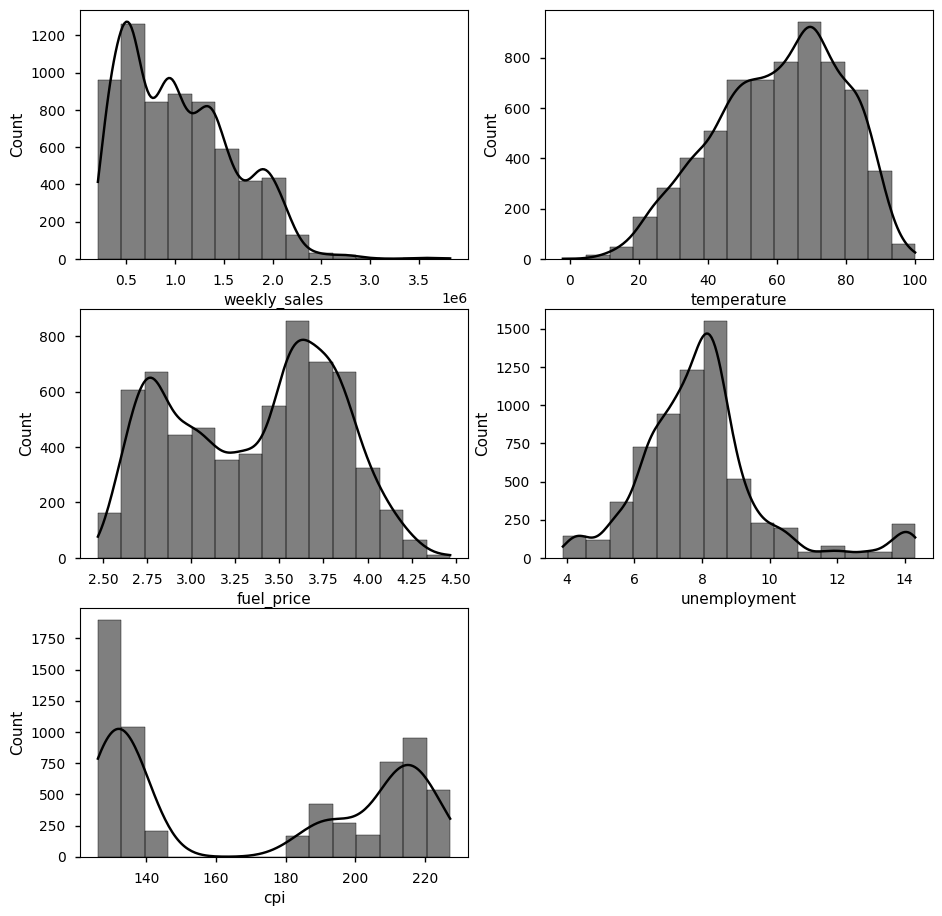 1200
1000
800
600
400
200
0
Count
0.5 1.0 1.5 2.0 2.5 3.0 3.5
weekly_sales
1e6
800
600
400
200
0
Count
0 20 40 60 80 100
temperature
800
600
400
200
0
Count
2.50 2.75 3.00 3.25 3.50 3.75 4.00 4.25 4.50
fuel_price
1500
1250
1000
750
500
250
0
Count
4 6 8 10 12 14
unemployment
1750
1500
1250
1000
750
500
250
0
Count
140 160 180 200 220
cpi